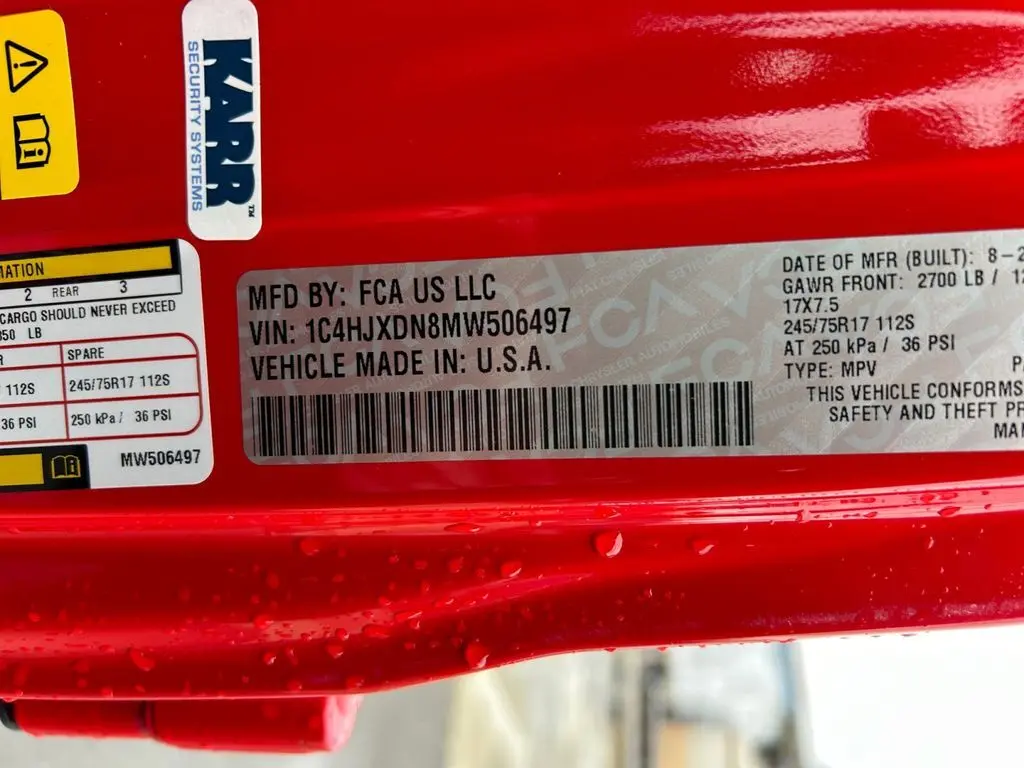 KARR™
SECURITY SYSTEMS
2 REAR 3
CARGO SHOULD NEVER EXCEED
LB
SPARE
112S
245/75R17 112S
36 PSI
250 kPa / 36 PSI
MW506497
MFD BY: FCA US LLC
VIN: 1C4HJXDN8MW506497
VEHICLE MADE IN: U.S.A.
DATE OF MFR (BUILT): 8-2
GAWR FRONT: 2700 LB /
17X7.5
245/75R17 112S
AT 250 kPa / 36 PSI
TYPE: MPV
THIS VEHICLE CONFORMS
SAFETY AND THEFT